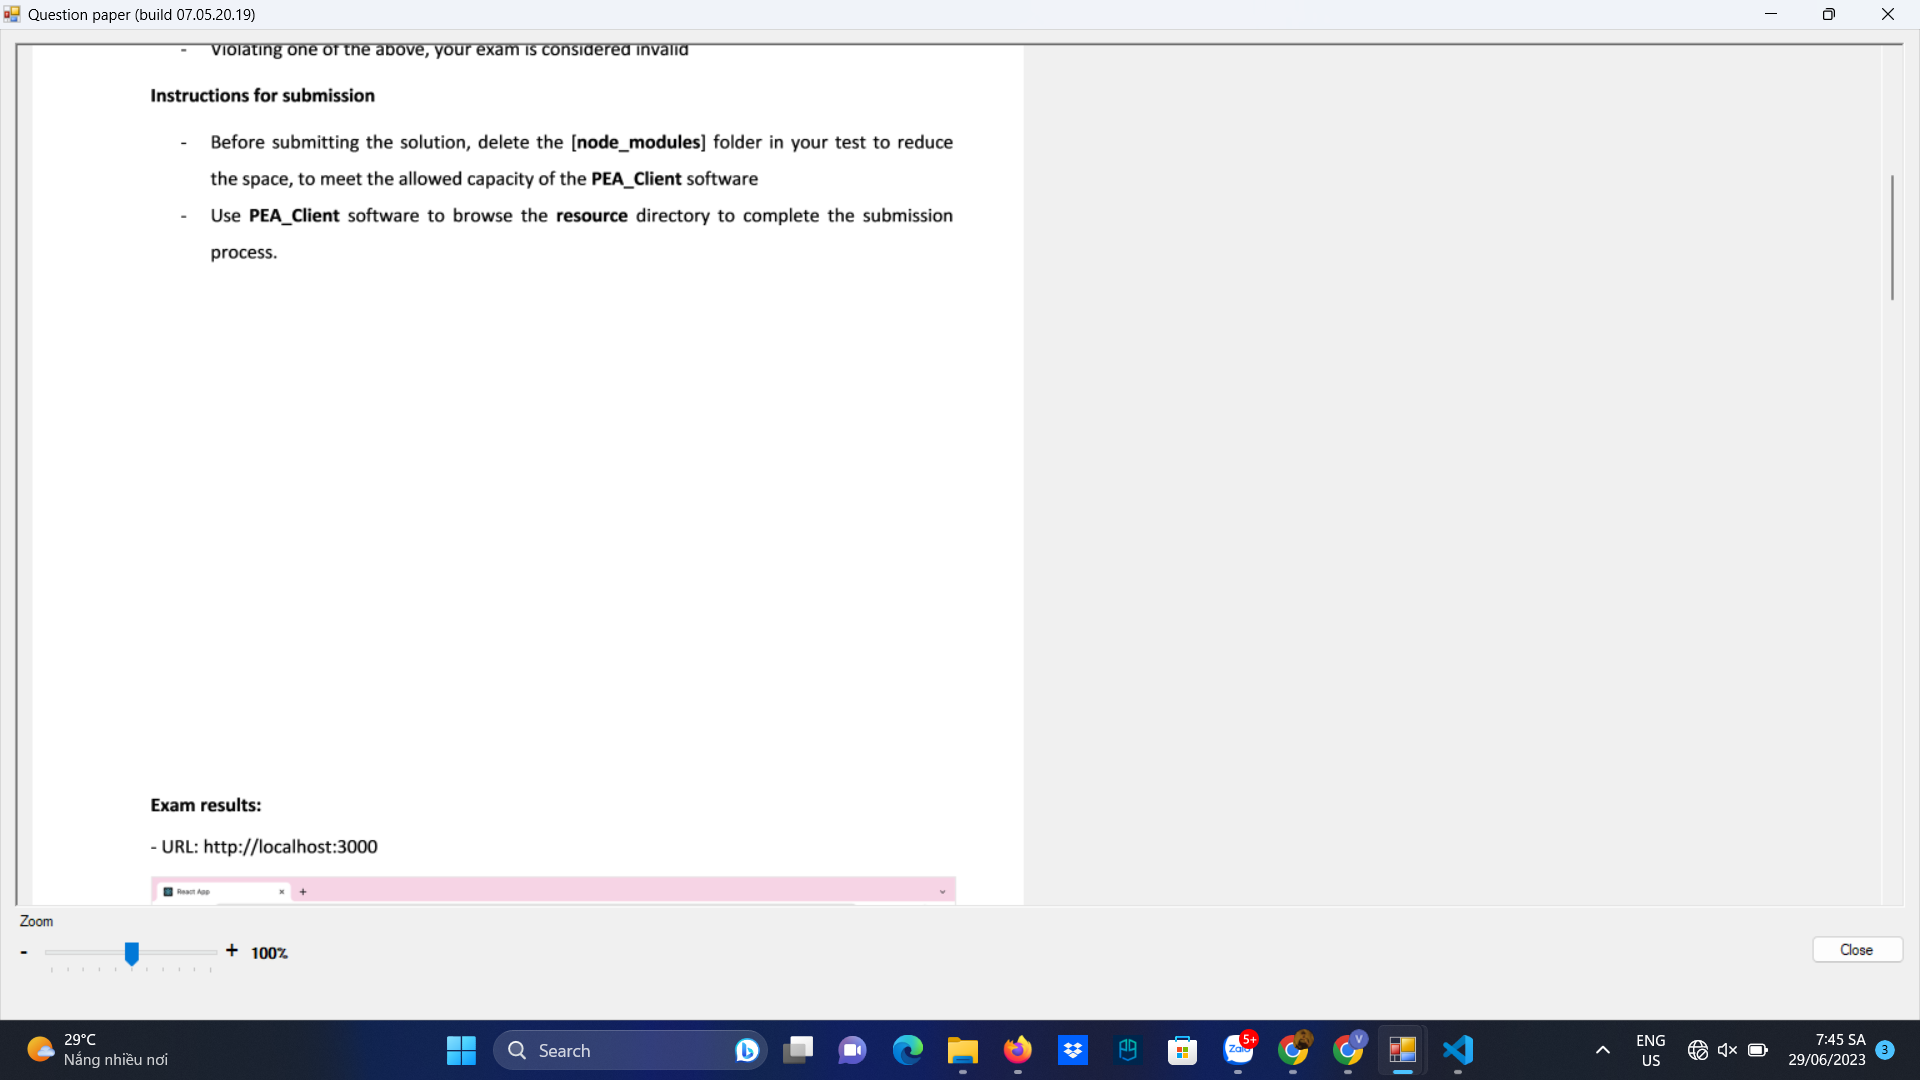 Question paper (build 07.05.20.19)
- Violating one of the above, your exam is considered invalid
Instructions for submission
- Before submitting the solution, delete the [node_modules] folder in your test to reduce
the space, to meet the allowed capacity of the PEA_Client software
- Use PEA_Client software to browse the resource directory to complete the submission
process.
Exam results:
- URL: http://localhost:3000
React App × +
Zoom
- + 100%
Close
29°C
Nắng nhiều nơi
Search
Zalo 5+
V
ENG
US
7:45 SA
29/06/2023
3